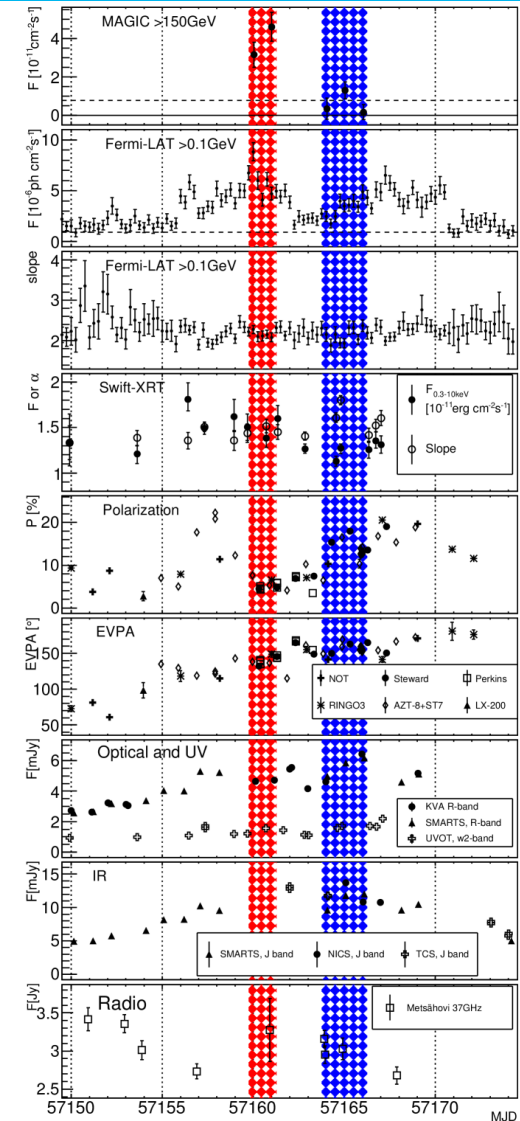 MAGIC >150GeV
F [10⁻¹¹cm⁻²s⁻¹]
4
2
0
Fermi-LAT >0.1GeV
F [10⁻⁶ph cm⁻²s⁻¹]
10
5
0
Fermi-LAT >0.1GeV
slope
4
3
2
Swift-XRT
F or α
2
1.5
1
F0.3-10keV
[10⁻¹¹erg cm⁻²s⁻¹]
Slope
Polarization
P [%]
20
10
0
EVPA
EVPA [°]
150
100
50
NOT Steward Perkins
RINGO3 AZT-8+ST7 LX-200
Optical and UV
F[mJy]
6
4
2
0
KVA R-band
SMARTS, R-band
UVOT, w2-band
IR
F[mJy]
15
10
5
0
SMARTS, J band NICS, J band TCS, J band
Radio
F[Jy]
3.5
3
2.5
Metsähovi 37GHz
57150 57155 57160 57165 57170
MJD